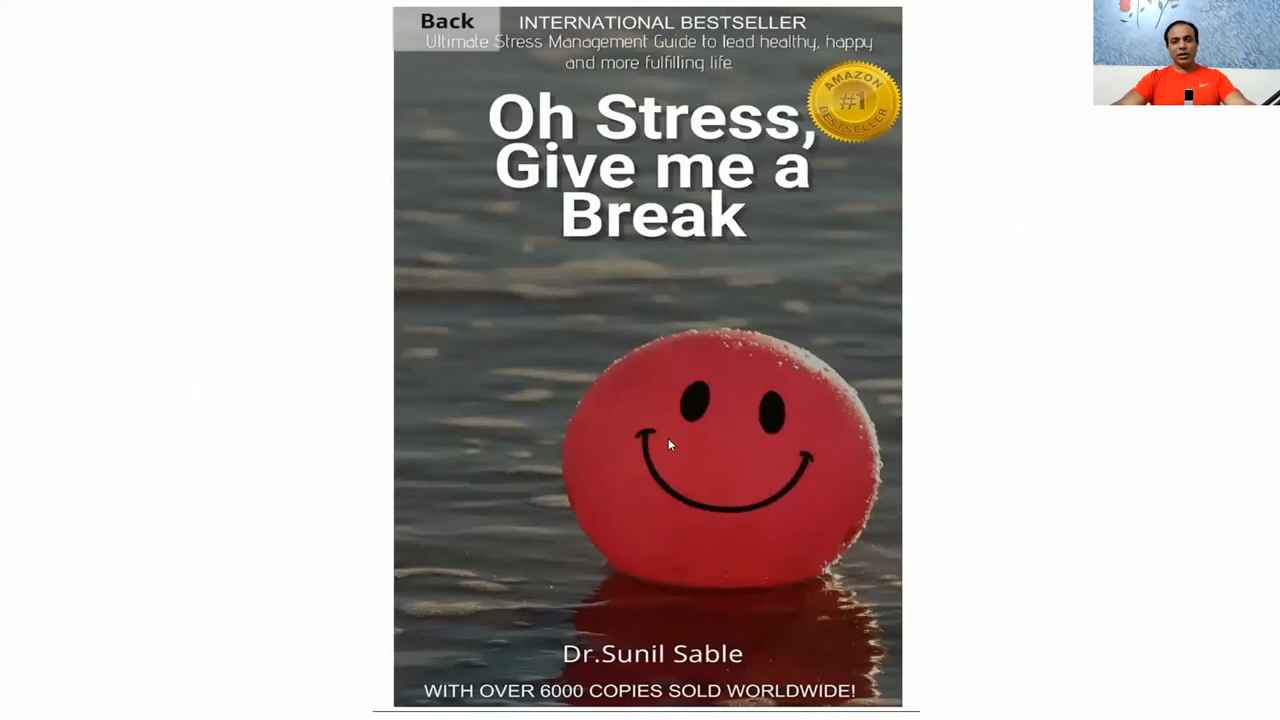 Back
INTERNATIONAL BESTSELLER
Ultimate Stress Management Guide to lead healthy, happy
and more fulfilling life
AMAZON
#1
BESTSELLER
Oh Stress,
Give me a
Break
Dr.Sunil Sable
WITH OVER 6000 COPIES SOLD WORLDWIDE!